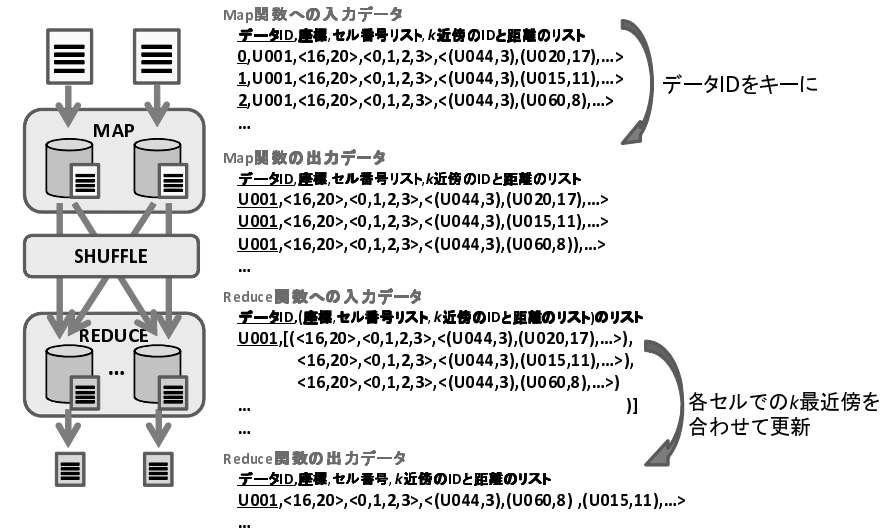 Map関数への入力データ
データID,座標,セル番号リスト,k近傍のIDと距離のリスト
0,U001,<16,20>,<0,1,2,3>,<(U044,3),(U020,17),...>
1,U001,<16,20>,<0,1,2,3>,<(U044,3),(U015,11),...>
2,U001,<16,20>,<0,1,2,3>,<(U044,3),(U060,8),...>
...
データIDをキーに
MAP
Map関数の出力データ
データID,座標,セル番号リスト,k近傍のIDと距離のリスト
U001,<16,20>,<0,1,2,3>,<(U044,3),(U020,17),...>
U001,<16,20>,<0,1,2,3>,<(U044,3),(U015,11),...>
U001,<16,20>,<0,1,2,3>,<(U044,3),(U060,8)),...>
...
SHUFFLE
Reduce関数への入力データ
データID,(座標,セル番号リスト,k近傍のIDと距離のリスト)のリスト
U001,[(<16,20>,<0,1,2,3>,<(U044,3),(U020,17),...>),
<16,20>,<0,1,2,3>,<(U044,3),(U015,11),...>),
<16,20>,<0,1,2,3>,<(U044,3),(U060,8),...>)
... )]
...
REDUCE
...
各セルでのk最近傍を
合わせて更新
Reduce関数の出力データ
データID,座標,セル番号,k近傍のIDと距離のリスト
U001,<16,20>,<0,1,2,3>,<(U044,3),(U060,8) ,(U015,11),...>
...